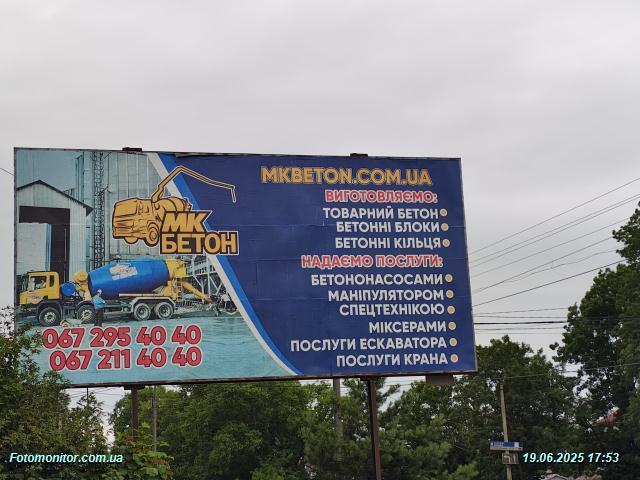 MKBETON.COM.UA
ВИГОТОВЛЯЄМО:
ТОВАРНИЙ БЕТОН
БЕТОННІ БЛОКИ
БЕТОННІ КІЛЬЦЯ
НАДАЄМО ПОСЛУГИ:
БЕТОНОНАСОСАМИ
МАНІПУЛЯТОРОМ
СПЕЦТЕХНІКОЮ
МІКСЕРАМИ
ПОСЛУГИ ЕСКАВАТОРА
ПОСЛУГИ КРАНА
МК
БЕТОН
067 295 40 40
067 211 40 40
Fotomonitor.com.ua
19.06.2025 17:53